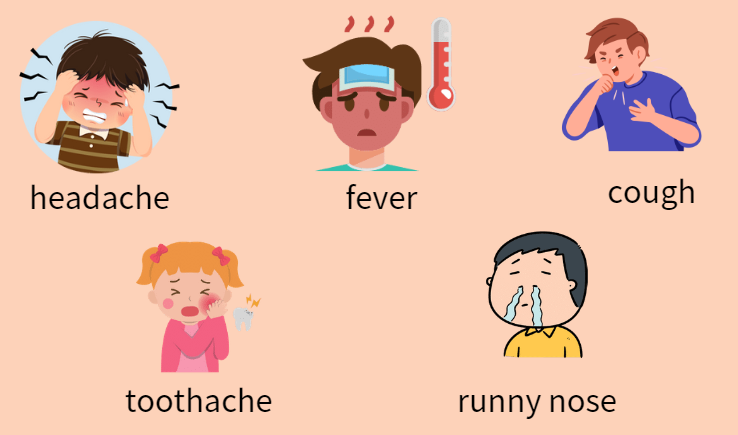 headache
fever
cough
toothache
runny nose